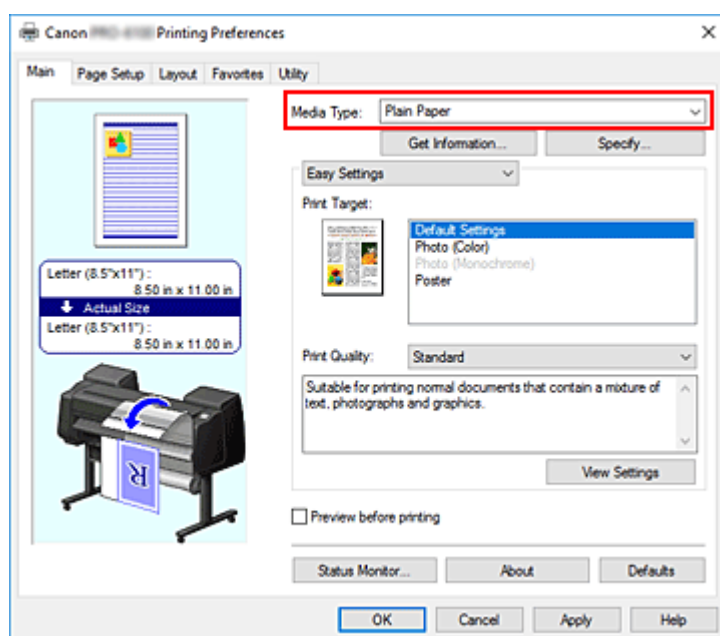 Canon Printing Preferences
Main Page Setup Layout Favorites Utility
Media Type: Plain Paper
Get Information... Specify...
Easy Settings
Print Target:
Default Settings
Photo (Color)
Photo (Monochrome)
Poster
Letter (8.5"x11") :
8.50 in x 11.00 in
Actual Size
Letter (8.5"x11") :
8.50 in x 11.00 in
Print Quality: Standard
Suitable for printing normal documents that contain a mixture of
text, photographs and graphics.
R
View Settings
Preview before printing
Status Monitor... About Defaults
OK Cancel Apply Help